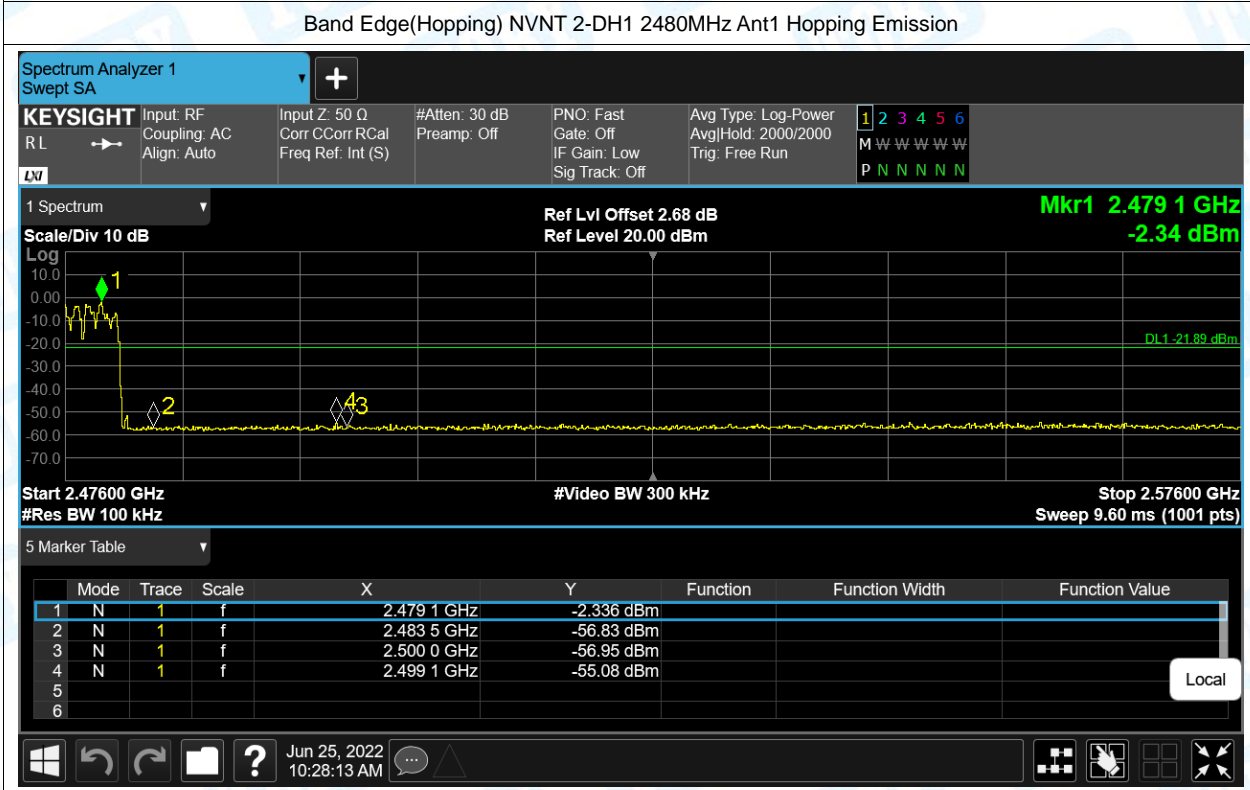 Band Edge(Hopping) NVNT 2-DH1 2480MHz Ant1 Hopping Emission
Spectrum Analyzer 1
Swept SA
+
KEYSIGHT
RL
LXI
Input: RF
Coupling: AC
Align: Auto
Input Z: 50 Ω
Corr CCorr RCal
Freq Ref: Int (S)
#Atten: 30 dB
Preamp: Off
PNO: Fast
Gate: Off
IF Gain: Low
Sig Track: Off
Avg Type: Log-Power
Avg|Hold: 2000/2000
Trig: Free Run
1 2 3 4 5 6
M W W W W W
P N N N N N
1 Spectrum
Scale/Div 10 dB
Ref Lvl Offset 2.68 dB
Ref Level 20.00 dBm
Mkr1 2.479 1 GHz
-2.34 dBm
Log
10.0
0.00
-10.0
-20.0
-30.0
-40.0
-50.0
-60.0
-70.0
1
2
4 3
DL1 -21.89 dBm
Start 2.47600 GHz
#Video BW 300 kHz
Stop 2.57600 GHz
#Res BW 100 kHz
Sweep 9.60 ms (1001 pts)
5 Marker Table
Mode Trace Scale X Y Function Function Width Function Value
1 N 1 f 2.479 1 GHz -2.336 dBm
2 N 1 f 2.483 5 GHz -56.83 dBm
3 N 1 f 2.500 0 GHz -56.95 dBm
4 N 1 f 2.499 1 GHz -55.08 dBm
5
6
Local
?
Jun 25, 2022
10:28:13 AM